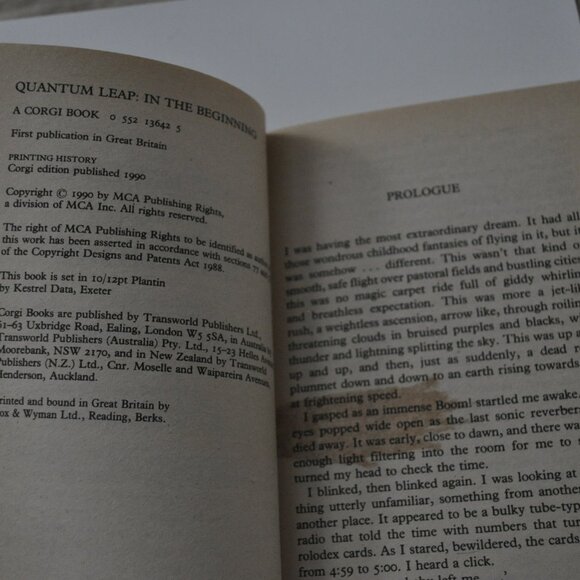 QUANTUM LEAP: IN THE BEGINNING
A CORGI BOOK 0 552 13642 5
First publication in Great Britain
PRINTING HISTORY
Corgi edition published 1990
Copyright © 1990 by MCA Publishing Rights,
a division of MCA Inc. All rights reserved.
The right of MCA Publishing Rights to be identified as
this work has been asserted in accordance with sections 77
of the Copyright Designs and Patents Act 1988.
This book is set in 10/12pt Plantin
by Kestrel Data, Exeter
Corgi Books are published by Transworld Publishers Ltd.,
61-63 Uxbridge Road, Ealing, London W5 5SA, in Australia by
Transworld Publishers (Australia) Pty. Ltd., 15-23 Helles Avenue,
Moorebank, NSW 2170, and in New Zealand by Transworld
Publishers (N.Z.) Ltd., Cnr. Moselle and Waipareira Avenues,
Henderson, Auckland.
rinted and bound in Great Britain by
ox & Wyman Ltd., Reading, Berks.
PROLOGUE
I was having the most extraordinary dream. It had all
those wondrous childhood fantasies of flying in it, but i
was somehow . . . different. This wasn't that kind o
smooth, safe flight over pastoral fields and bustling cities
this was no magic carpet ride full of giddy whirlin
and breathless expectation. This was more a jet-lik
rush, a weightless ascension, arrow like, through roilin
threatening clouds in bruised purples and blacks, w
thunder and lightning splitting the sky. This was up a
up and up, and then, just as suddenly, a dead
plummet down and down to an earth rising towards
at frightening speed.
I gasped as an immense Boom! startled me awake.
eyes popped wide open as the last sonic reverber
died away. It was early, close to dawn, and there wa
enough light filtering into the room for me to
turned my head to check the time.
I blinked, then blinked again. I was looking at
thing utterly unfamiliar, something from anothe
another place. It appeared to be a bulky tube-typ
radio that told the time with numbers that tur
rolodex cards. As I stared, bewildered, the cards
from 4:59 to 5:00. I heard a click.
left me